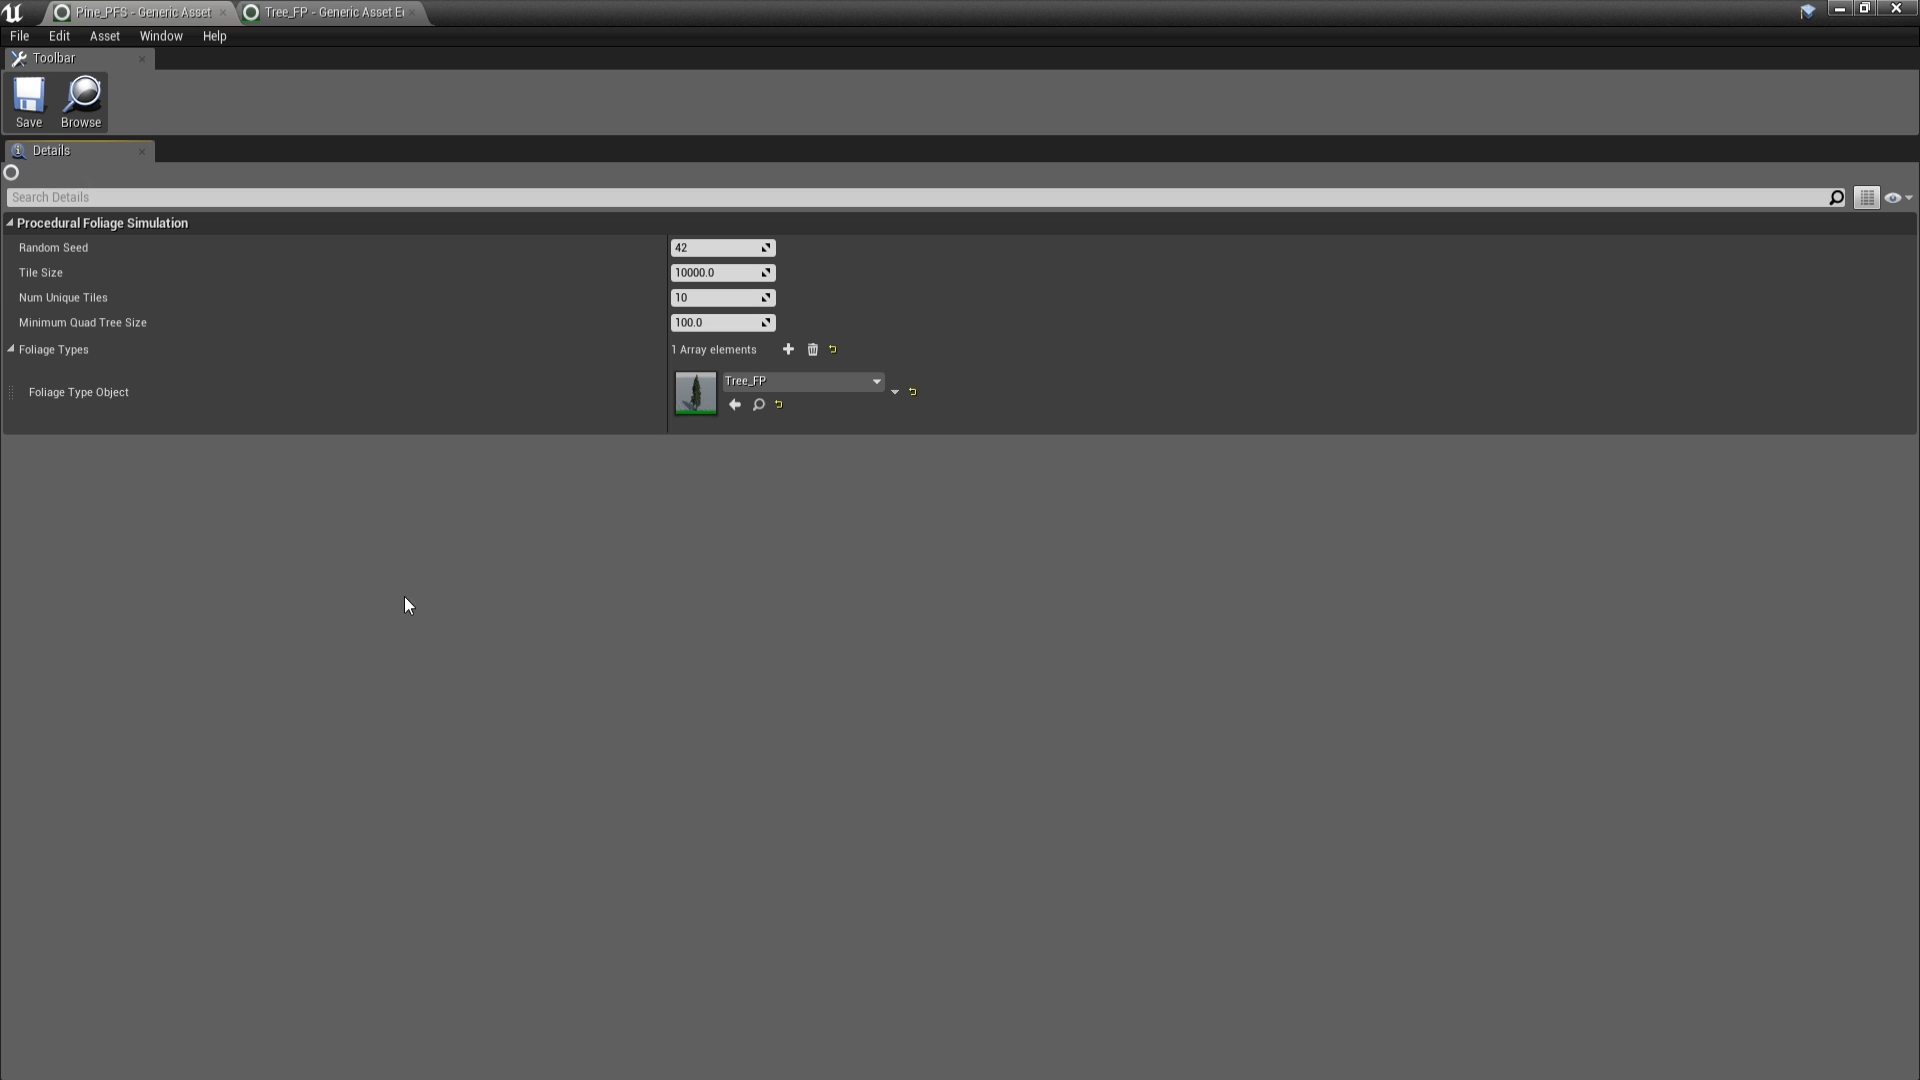 Pine_PFS - Generic Asset
Tree_FP - Generic Asset E
File Edit Asset Window Help
Toolbar
Save Browse
Details
Search Details
Procedural Foliage Simulation
Random Seed 42
Tile Size 10000.0
Num Unique Tiles 10
Minimum Quad Tree Size 100.0
Foliage Types 1 Array elements
Foliage Type Object Tree_FP